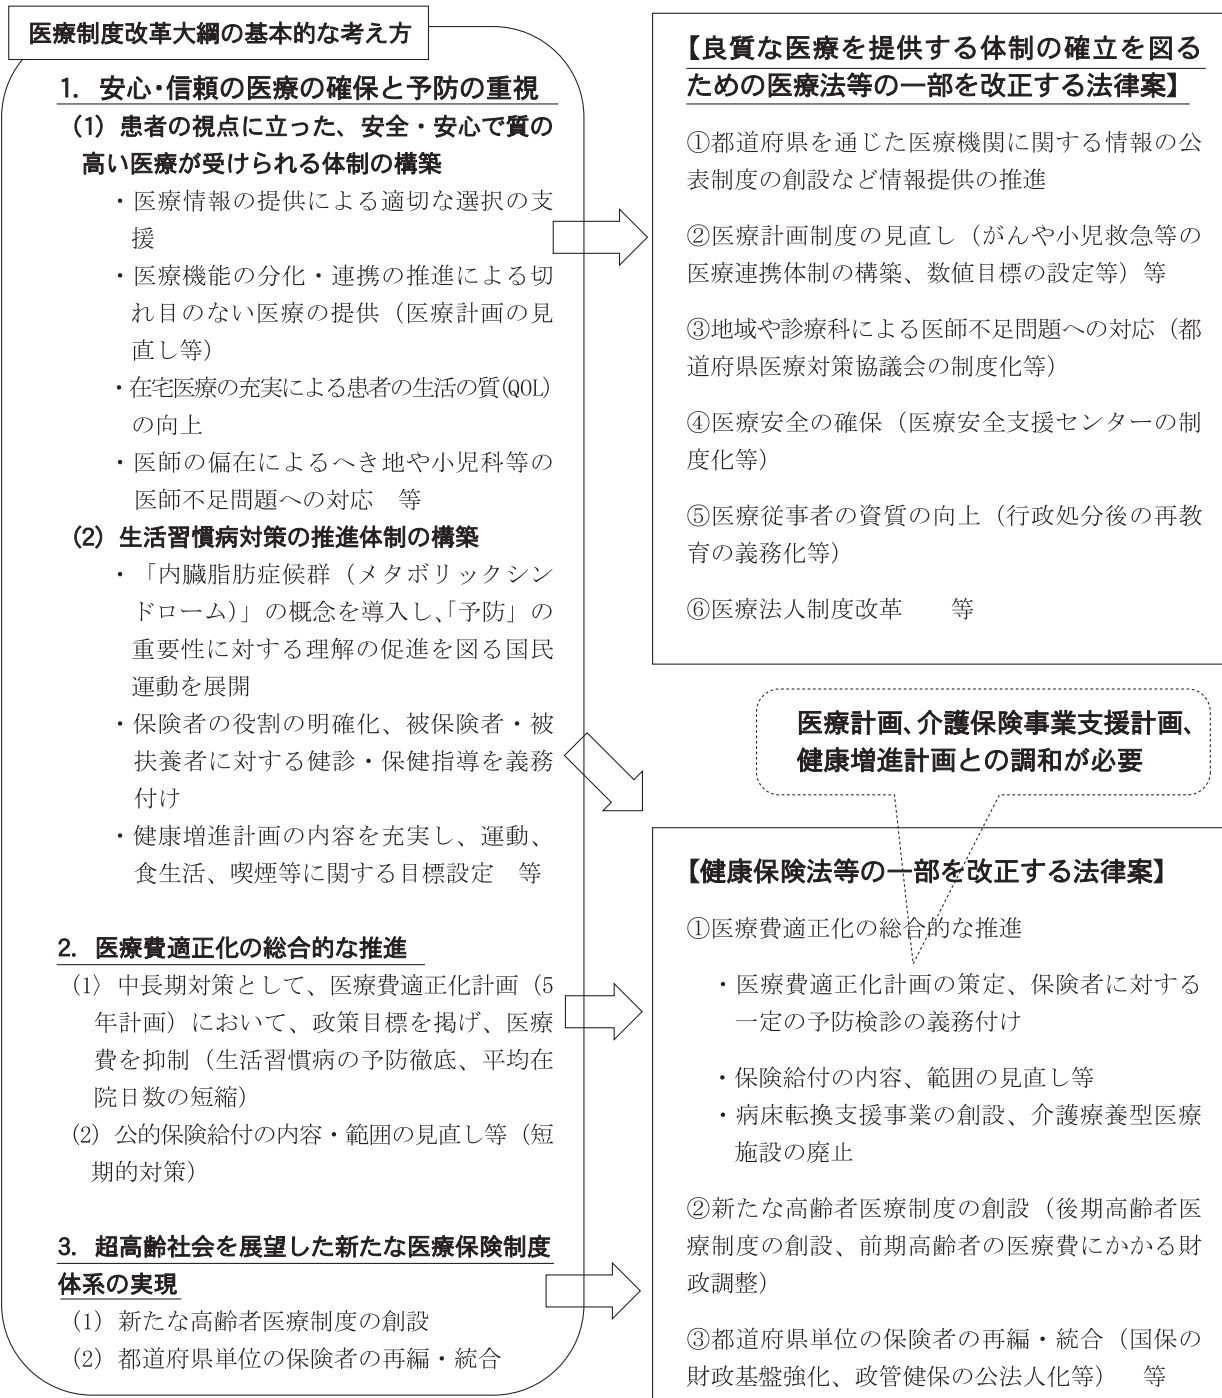 医療制度改革大綱の基本的な考え方
1. 安心・信頼の医療の確保と予防の重視
(1) 患者の視点に立った、安全・安心で質の
高い医療が受けられる体制の構築
・医療情報の提供による適切な選択の支
援
・医療機能の分化・連携の推進による切
れ目のない医療の提供（医療計画の見
直し等）
・在宅医療の充実による患者の生活の質(QOL)
の向上
・医師の偏在によるへき地や小児科等の
医師不足問題への対応　等
(2) 生活習慣病対策の推進体制の構築
・「内臓脂肪症候群（メタボリックシン
ドローム）」の概念を導入し、「予防」の
重要性に対する理解の促進を図る国民
運動を展開
・保険者の役割の明確化、被保険者・被
扶養者に対する健診・保健指導を義務
付け
・健康増進計画の内容を充実し、運動、
食生活、喫煙等に関する目標設定　等
2. 医療費適正化の総合的な推進
(1) 中長期対策として、医療費適正化計画（5
年計画）において、政策目標を掲げ、医療
費を抑制（生活習慣病の予防徹底、平均在
院日数の短縮）
(2) 公的保険給付の内容・範囲の見直し等（短
期的対策）
3. 超高齢社会を展望した新たな医療保険制度
体系の実現
(1) 新たな高齢者医療制度の創設
(2) 都道府県単位の保険者の再編・統合
【良質な医療を提供する体制の確立を図る
ための医療法等の一部を改正する法律案】
①都道府県を通じた医療機関に関する情報の公
表制度の創設など情報提供の推進
②医療計画制度の見直し（がんや小児救急等の
医療連携体制の構築、数値目標の設定等）等
③地域や診療科による医師不足問題への対応（都
道府県医療対策協議会の制度化等）
④医療安全の確保（医療安全支援センターの制
度化等）
⑤医療従事者の資質の向上（行政処分後の再教
育の義務化等）
⑥医療法人制度改革　　等
医療計画、介護保険事業支援計画、
健康増進計画との調和が必要
【健康保険法等の一部を改正する法律案】
①医療費適正化の総合的な推進
・医療費適正化計画の策定、保険者に対する
一定の予防検診の義務付け
・保険給付の内容、範囲の見直し等
・病床転換支援事業の創設、介護療養型医療
施設の廃止
②新たな高齢者医療制度の創設（後期高齢者医
療制度の創設、前期高齢者の医療費にかかる財
政調整）
③都道府県単位の保険者の再編・統合（国保の
財政基盤強化、政管健保の公法人化等）　等